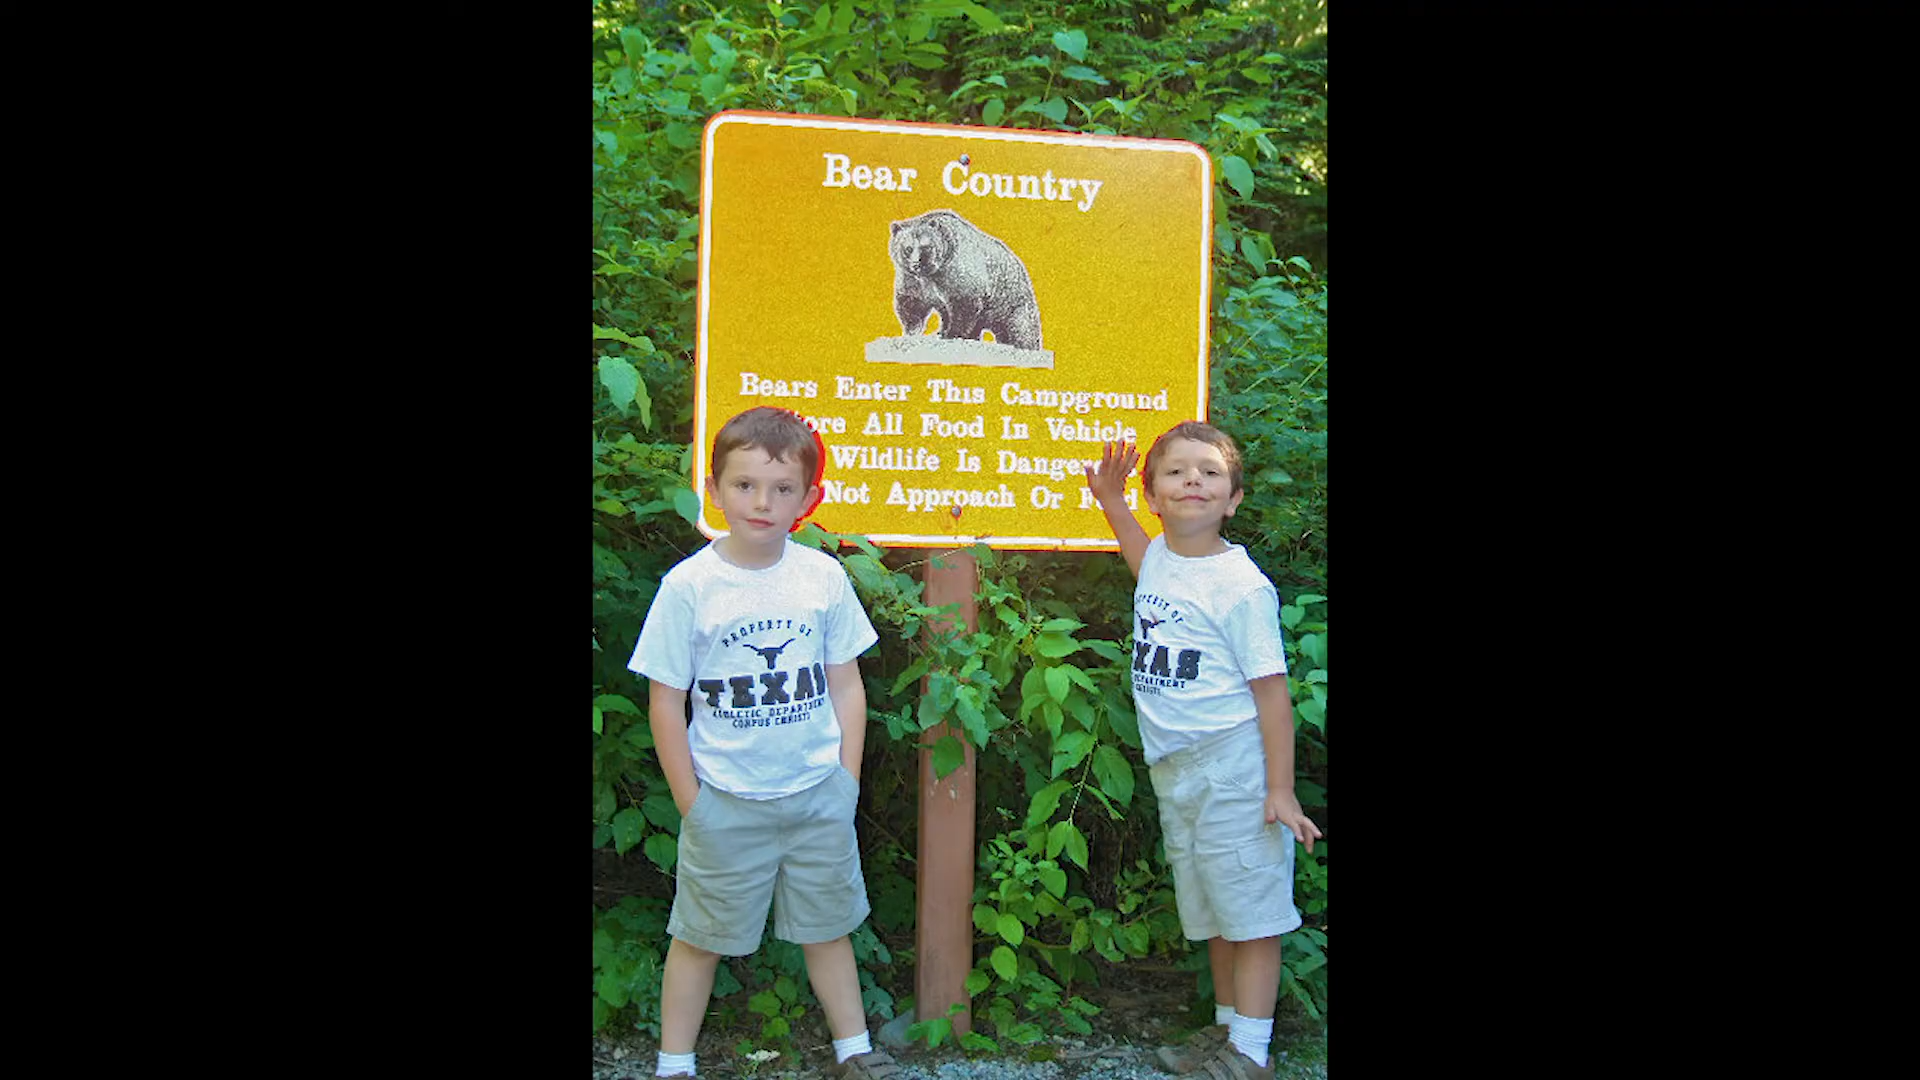 Bear Country
Bears Enter This Campground
All Food In Vehicle
Wildlife Is
Not Approach Or
PROPERTY OF
TEXAS
ATHLETIC DEPARTMENT
CORPUS CHRISTI